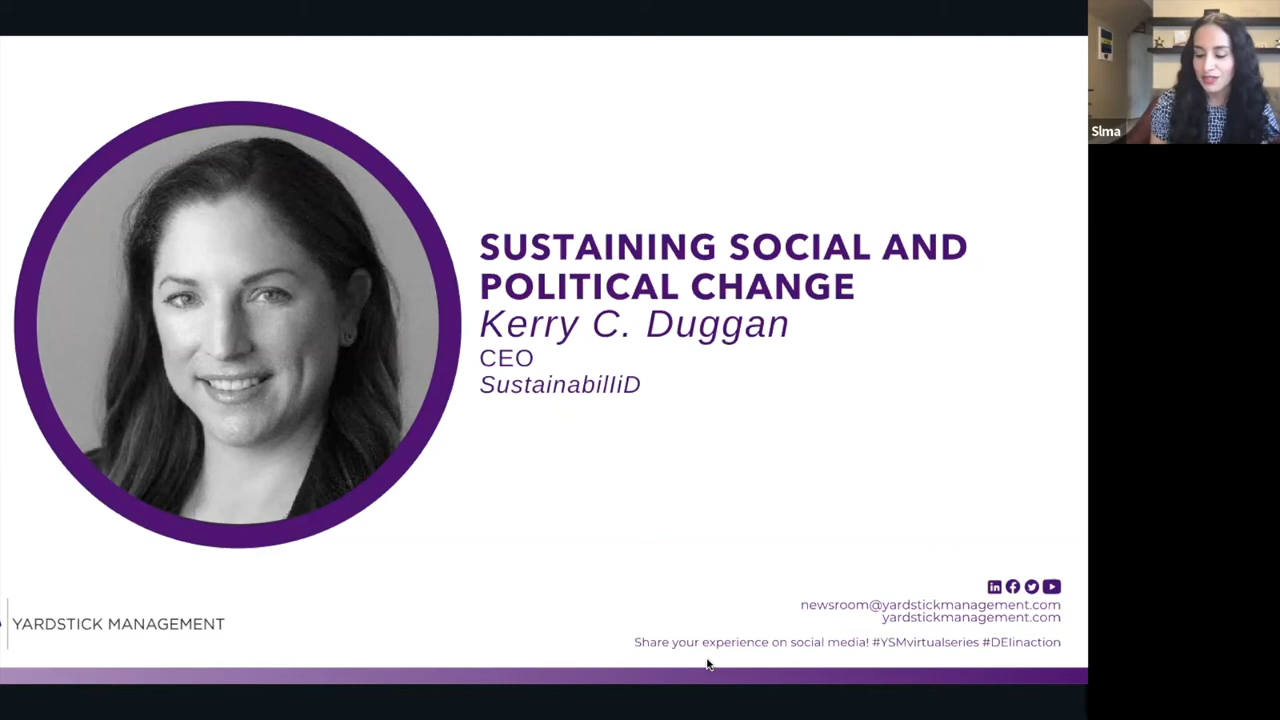 Slma
SUSTAINING SOCIAL AND
POLITICAL CHANGE
Kerry C. Duggan
CEO
SustainabilIiD
newsroom@yardstickmanagement.com
yardstickmanagement.com
YARDSTICK MANAGEMENT
Share your experience on social media! #YSMvirtualseries #DEIinaction